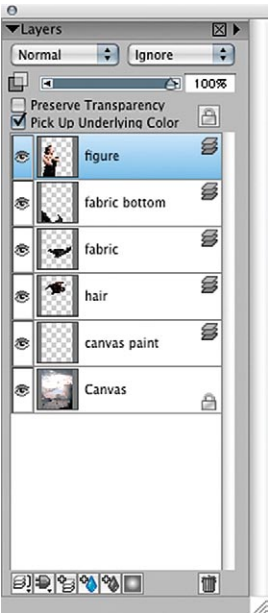 Layers
Normal Ignore
100%
Preserve Transparency
Pick Up Underlying Color
figure
fabric bottom
fabric
hair
canvas paint
Canvas